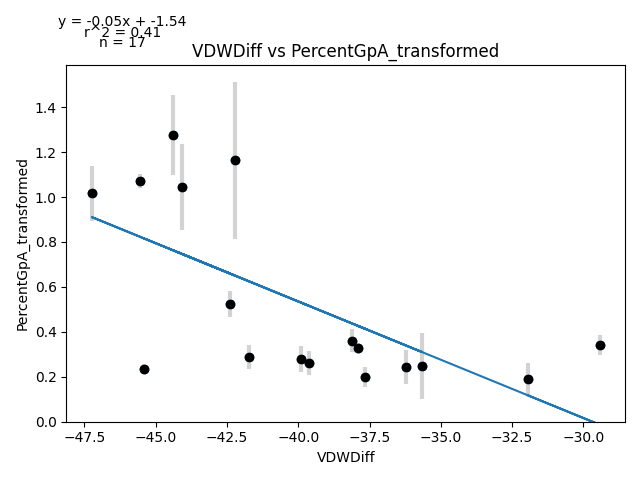 y = -0.05x + -1.54
r^2 = 0.41
n = 17
VDWDiff vs PercentGpA_transformed
PercentGpA_transformed
1.4
1.2
1.0
0.8
0.6
0.4
0.2
0.0
−47.5 −45.0 −42.5 −40.0 −37.5 −35.0 −32.5 −30.0
VDWDiff